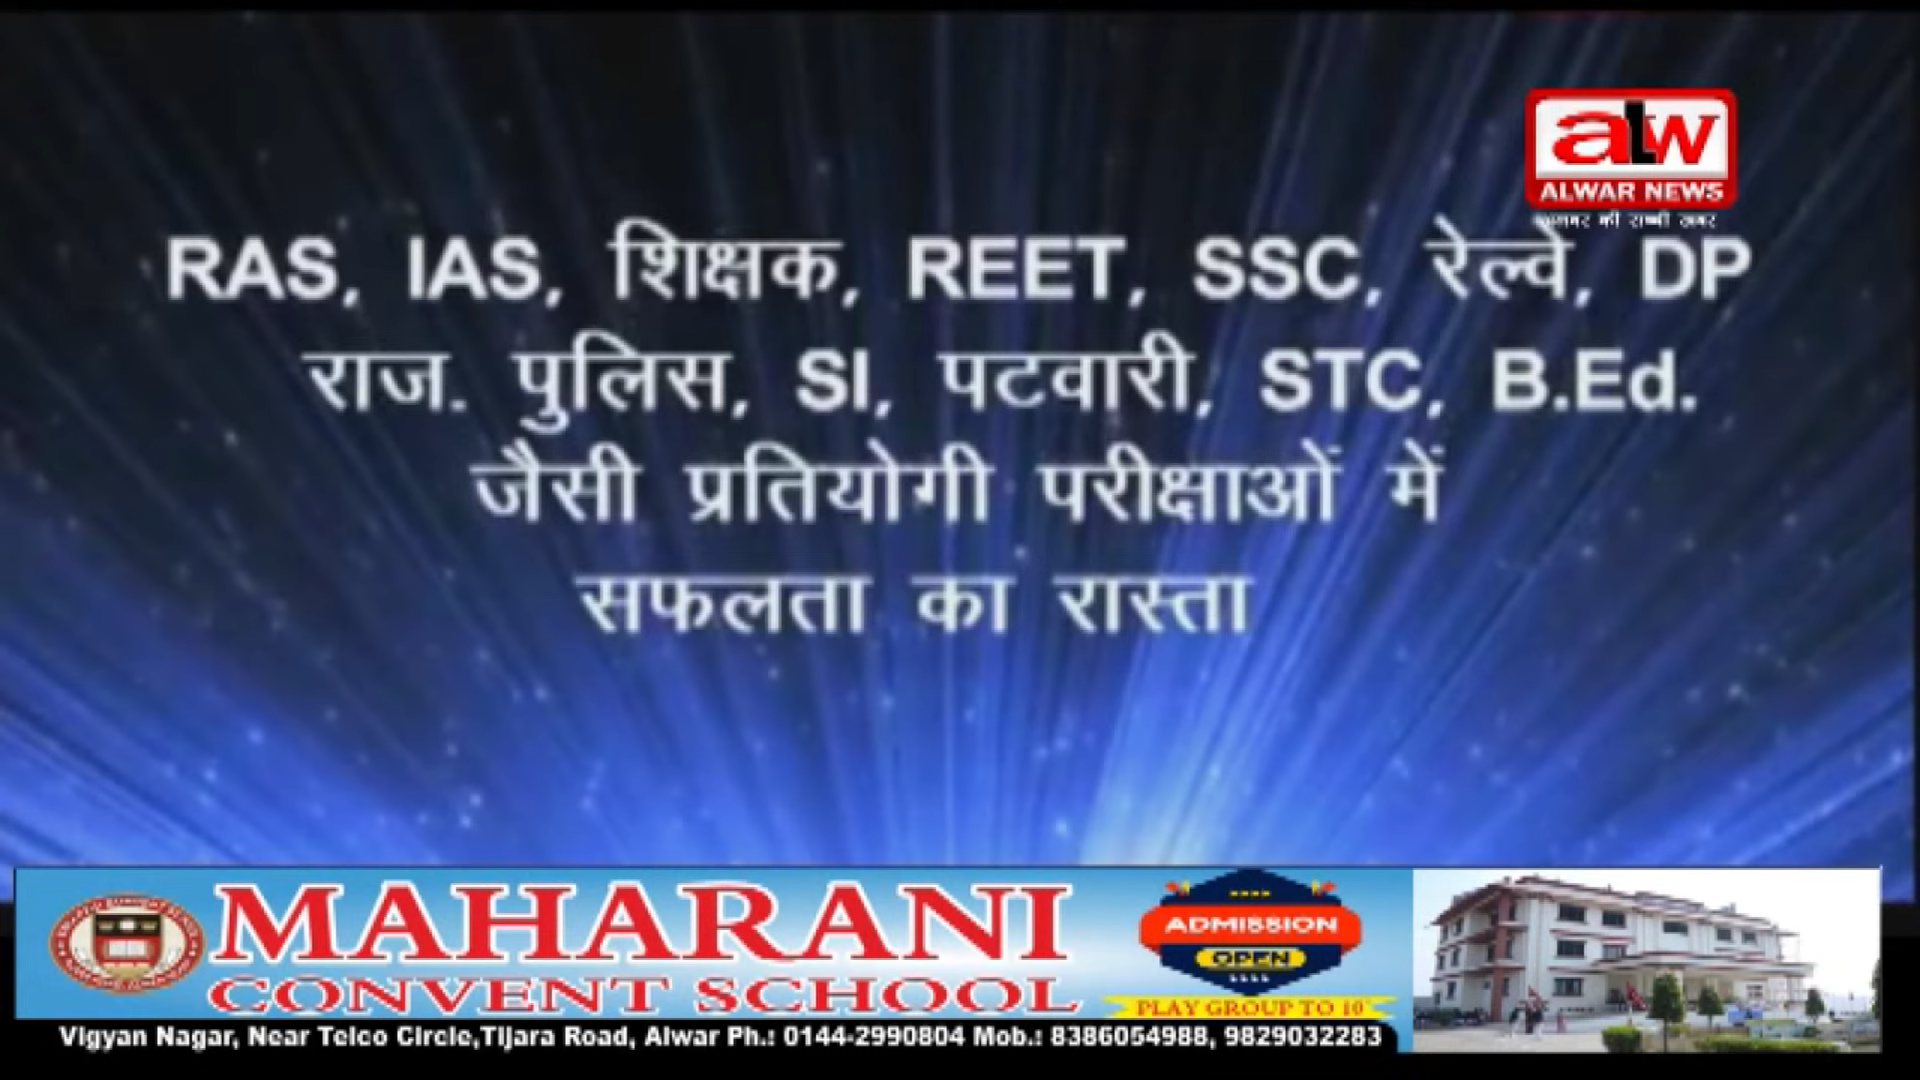 alw
ALWAR NEWS
RAS, IAS, शिक्षक, REET, SSC, रेल्वे, DP
राज. पुलिस, SI, पटवारी, STC, B.Ed.
जैसी प्रतियोगी परीक्षाओं में
सफलता का रास्ता
MAHARANI
CONVENT SCHOOL
ADMISSION
OPEN
PLAY GROUP TO 10
Vigyan Nagar, Near Telco Circle,Tijara Road, Alwar Ph.: 0144-2990804 Mob.: 8386054988, 9829032283